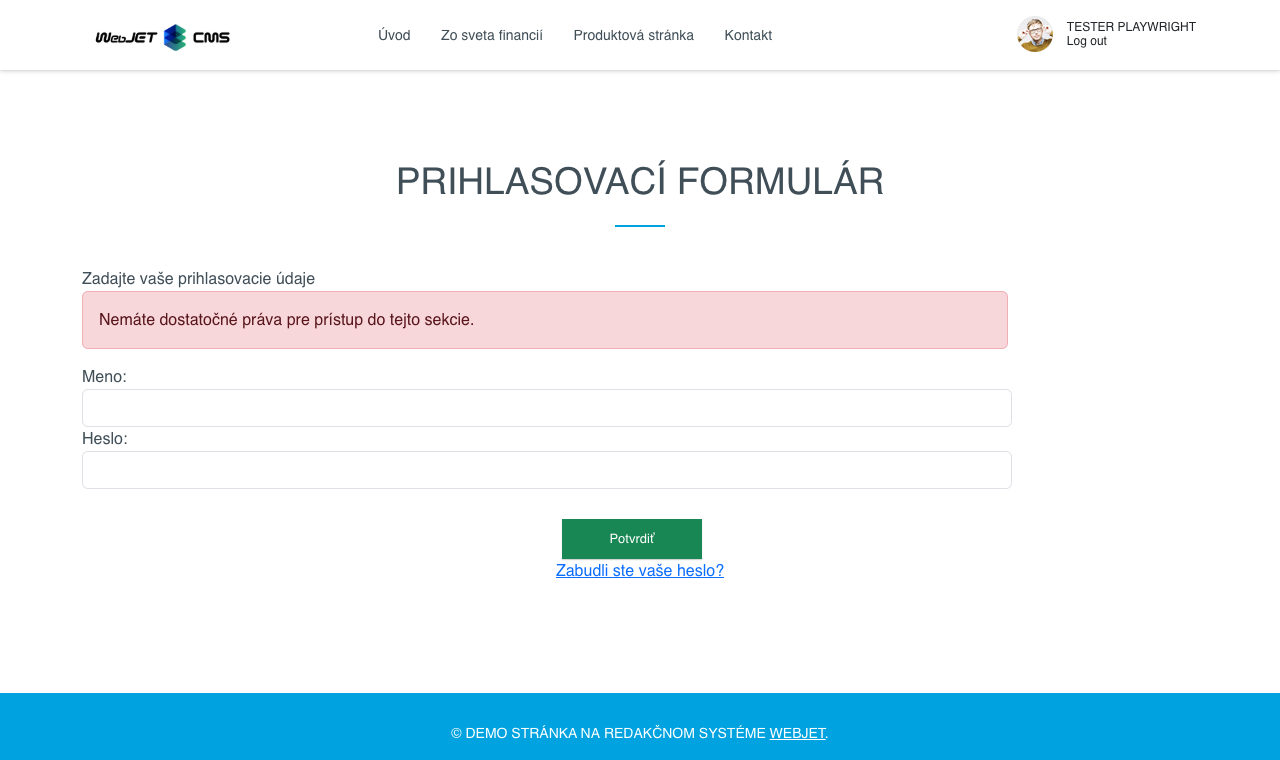 WebJET CMS
Úvod
Zo sveta financií
Produktová stránka
Kontakt
TESTER PLAYWRIGHT
Log out
PRIHLASOVACÍ FORMULÁR
Zadajte vaše prihlasovacie údaje
Nemáte dostatočné práva pre prístup do tejto sekcie.
Meno:
Heslo:
Potvrdiť
Zabudli ste vaše heslo?
© DEMO STRÁNKA NA REDAKČNOM SYSTÉME WEBJET.